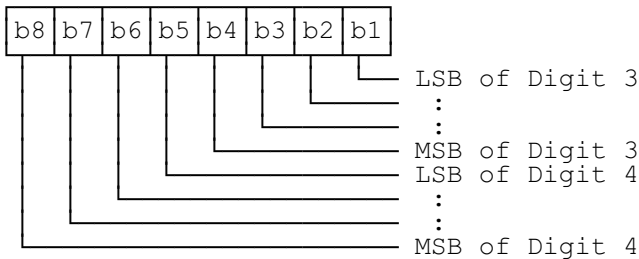 b8 b7 b6 b5 b4 b3 b2 b1
LSB of Digit 3
:
:
MSB of Digit 3
LSB of Digit 4
:
:
MSB of Digit 4